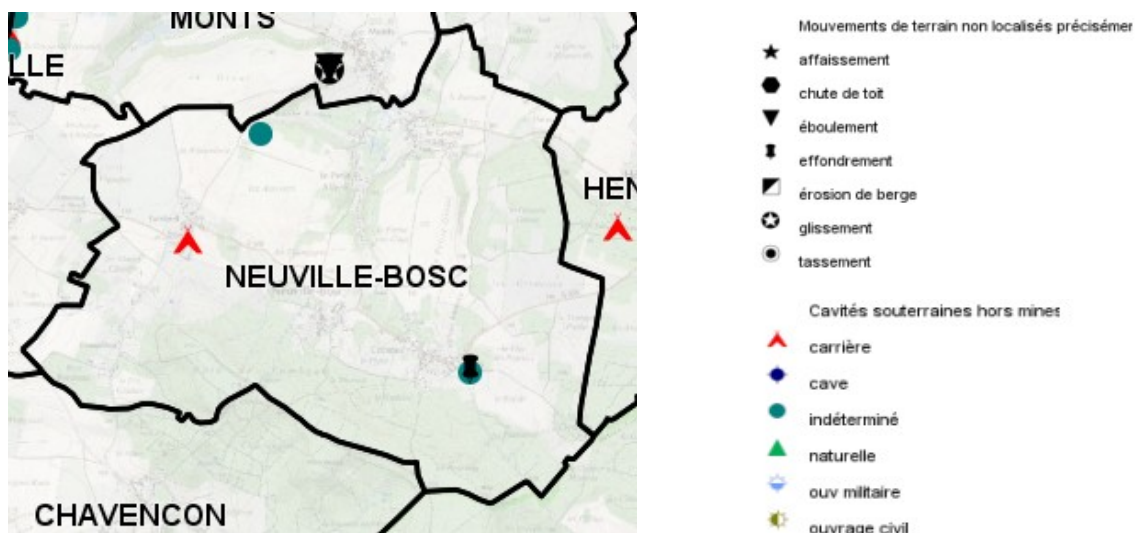 MONTS
LLE
HEN
NEUVILLE-BOSC
CHAVENCON
Mouvements de terrain non localisés précisémer
affaissement
chute de toit
éboulement
effondrement
érosion de berge
glissement
tassement
Cavités souterraines hors mines
carrière
cave
indéterminé
naturelle
ouv militaire
ouvrage civil